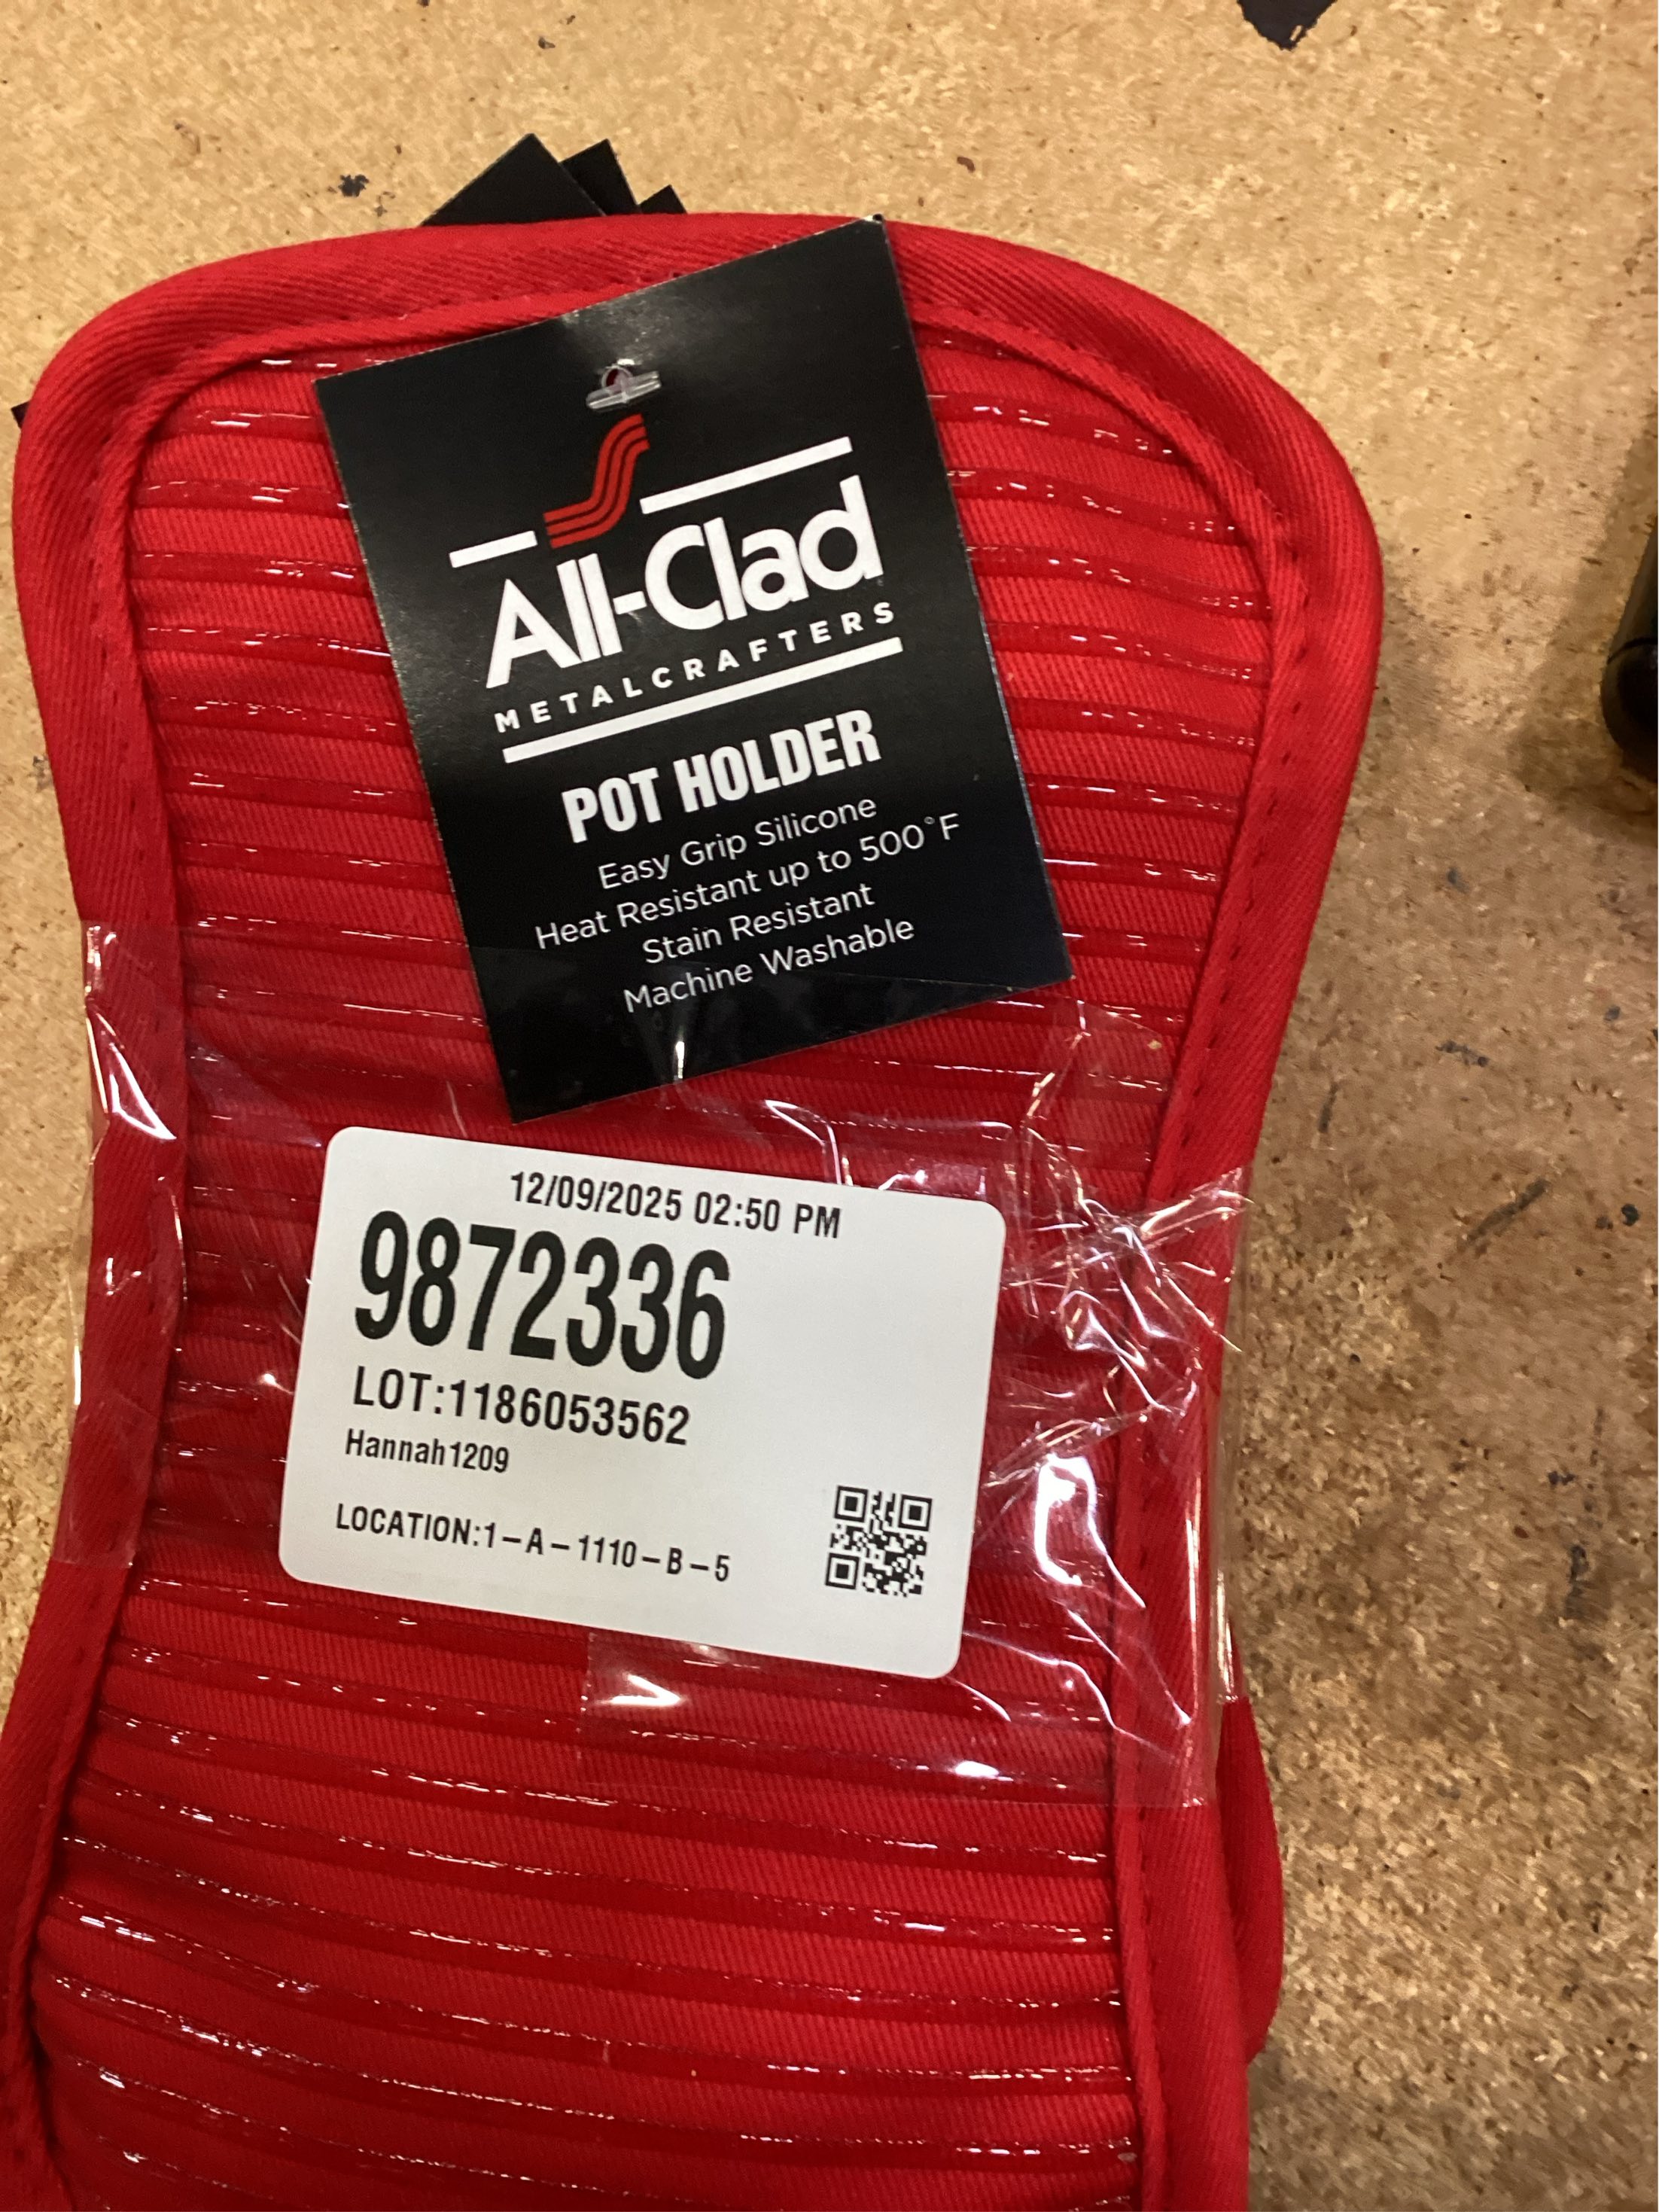 All-Clad
METALCRAFTERS
POT HOLDER
Easy Grip Silicone
Heat Resistant up to 500°F
Stain Resistant
Machine Washable
12/09/2025 02:50 PM
9872336
LOT:1186053562
Hannah1209
LOCATION:1-A-1110-B-5